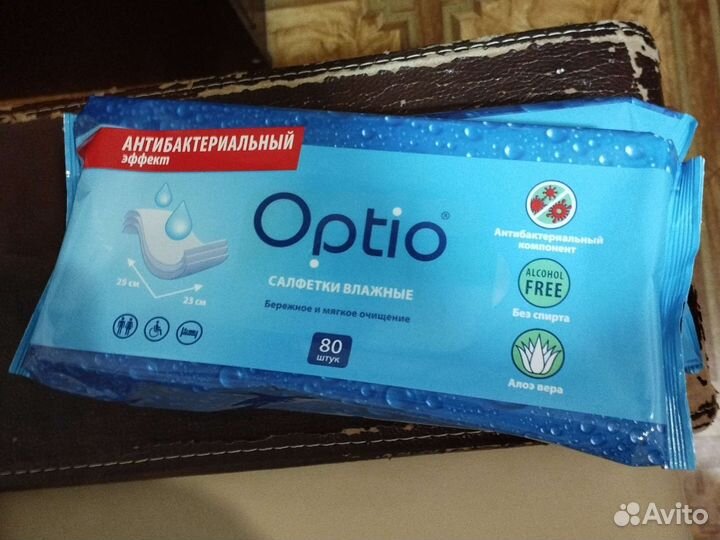 АНТИБАКТЕРИАЛЬНЫЙ
эффект
Optio®
САЛФЕТКИ ВЛАЖНЫЕ
Бережное и мягкое очищение
80
штук
25 см
23 см
Антибактериальный
компонент
ALCOHOL
FREE
Без спирта
Алоэ вера
Avito